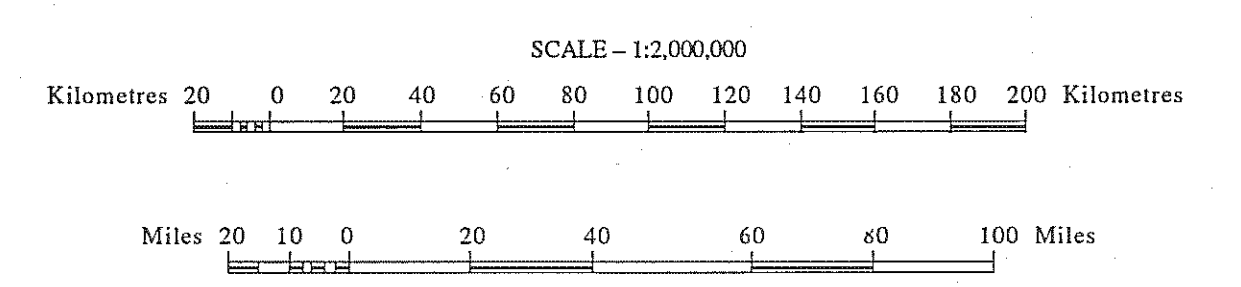 SCALE – 1:2,000,000
Kilometres 20 0 20 40 60 80 100 120 140 160 180 200 Kilometres
Miles 20 10 0 20 40 60 80 100 Miles